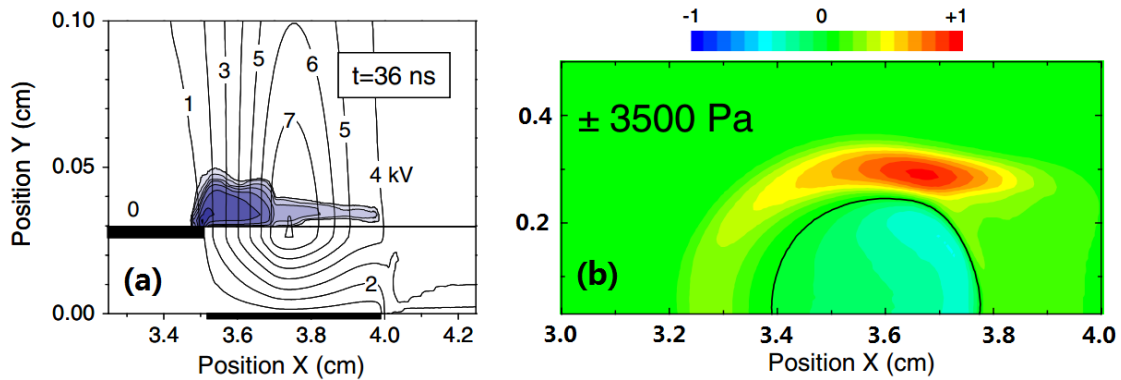 0.10
0.05
0.00
Position Y (cm)
3
5
6
t=36 ns
1
7
5
4 kV
0
(a)
2
3.4 3.6 3.8 4.0 4.2
Position X (cm)
-1 0 +1
0.4
± 3500 Pa
0.2
(b)
3.0 3.2 3.4 3.6 3.8 4.0
Position X (cm)